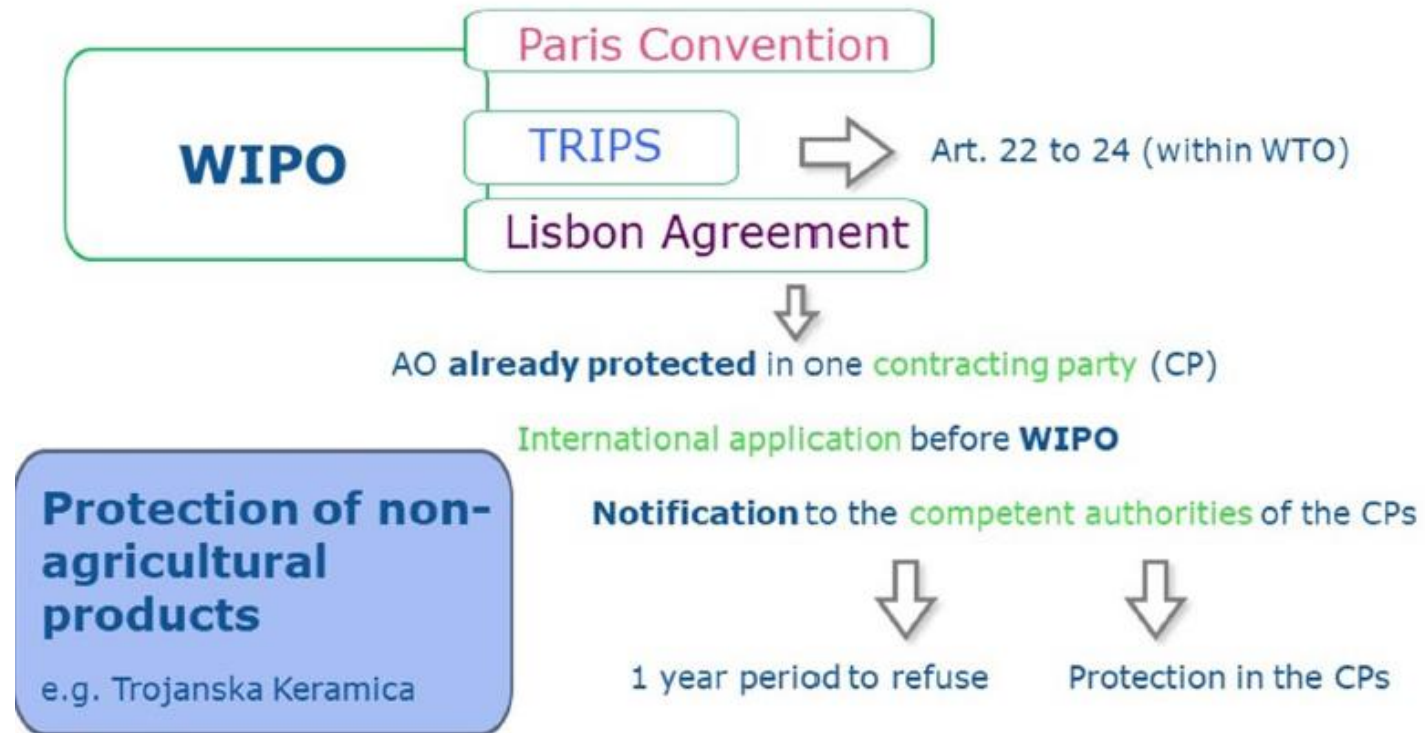 Paris Convention
WIPO
TRIPS
Art. 22 to 24 (within WTO)
Lisbon Agreement
AO already protected in one contracting party (CP)
International application before WIPO
Notification to the competent authorities of the CPs
1 year period to refuse
Protection in the CPs
Protection of non-
agricultural
products
e.g. Trojanska Keramica